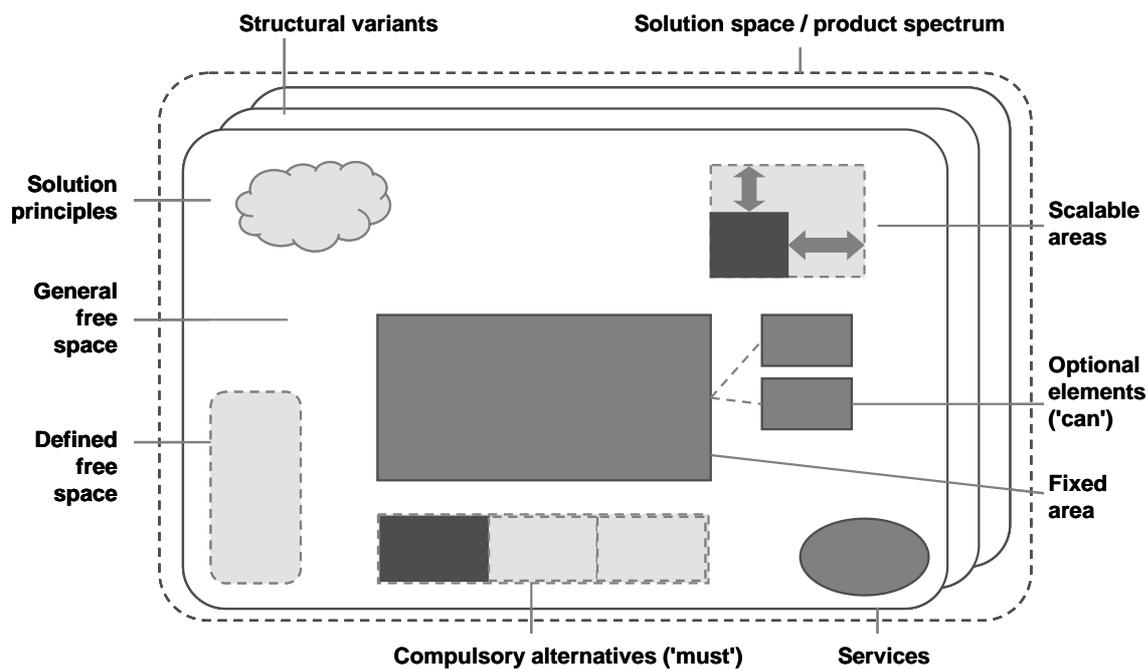 Structural variants
Solution space / product spectrum
Solution
principles
Scalable
areas
General
free
space
Optional
elements
('can')
Defined
free
space
Fixed
area
Compulsory alternatives ('must')
Services